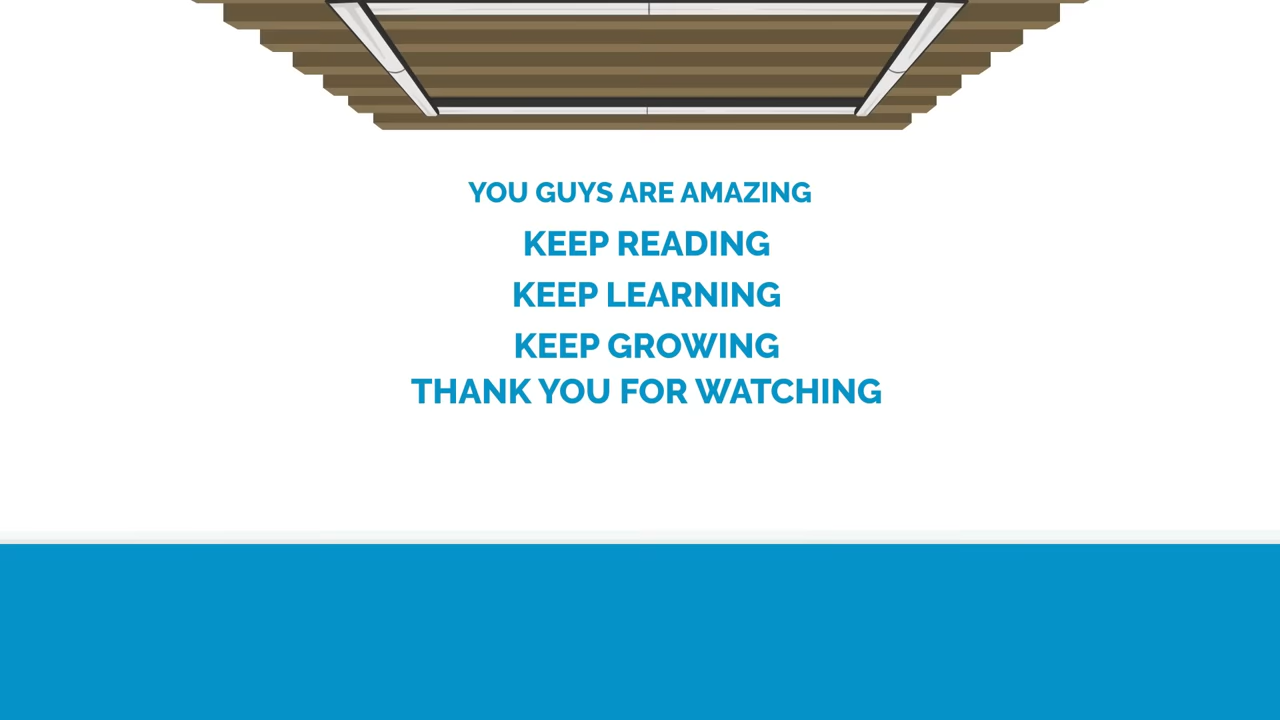 YOU GUYS ARE AMAZING
KEEP READING
KEEP LEARNING
KEEP GROWING
THANK YOU FOR WATCHING